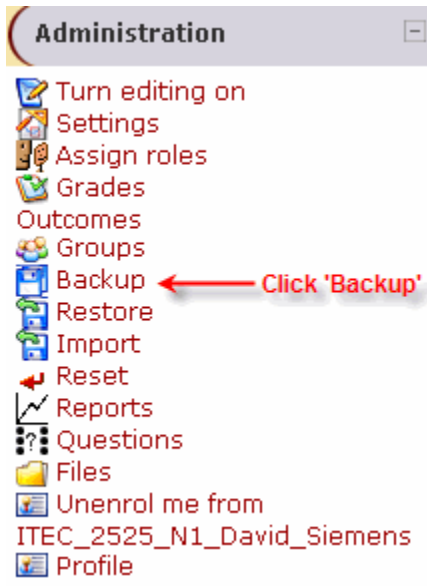 Administration
Turn editing on
Settings
Assign roles
Grades
Outcomes
Groups
Backup Click 'Backup'
Restore
Import
Reset
Reports
Questions
Files
Unenrol me from
ITEC_2525_N1_David_Siemens
Profile